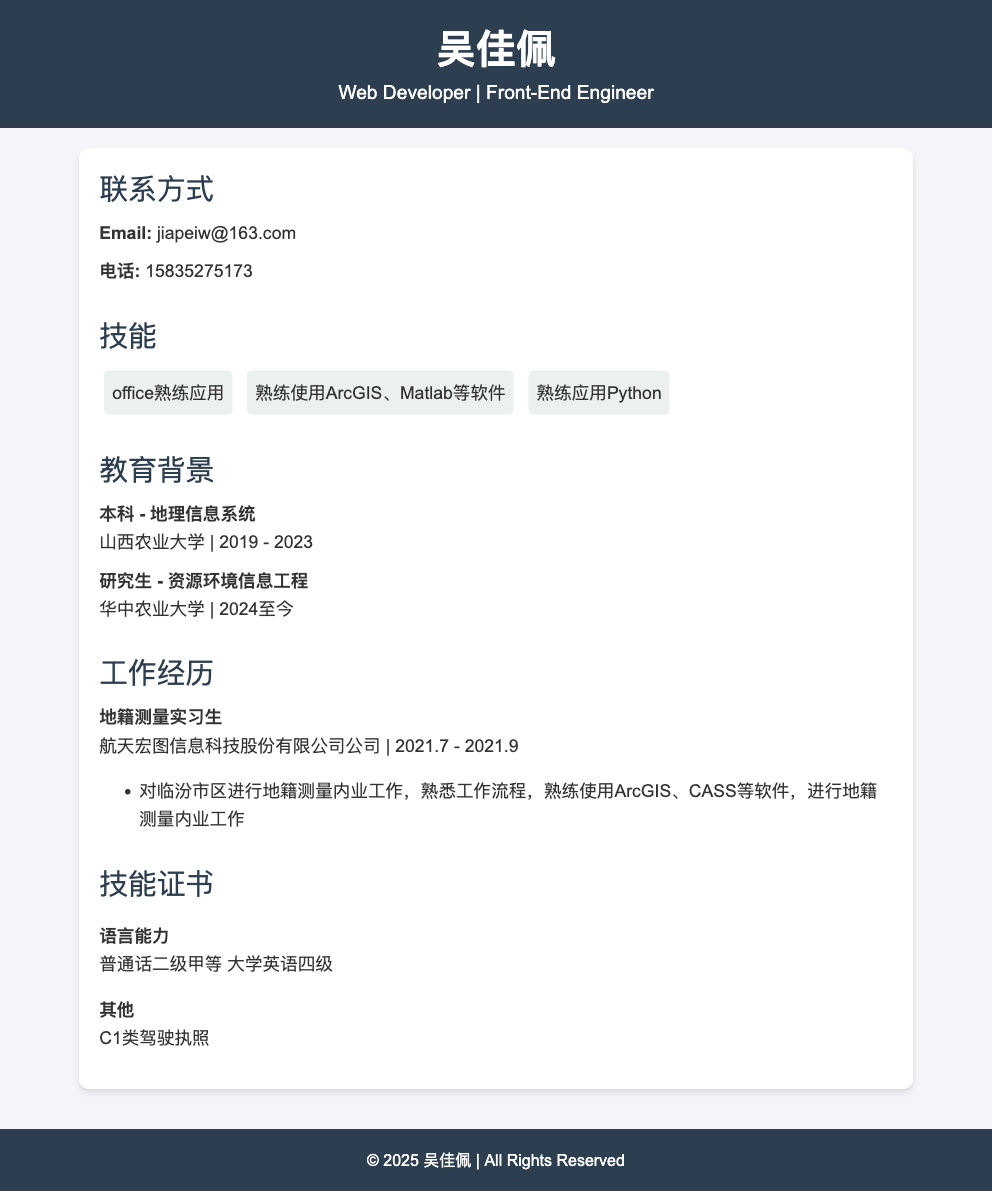 吴佳佩
Web Developer | Front-End Engineer
联系方式
Email: jiapeiw@163.com
电话: 15835275173
技能
office熟练应用
熟练使用ArcGIS、Matlab等软件
熟练应用Python
教育背景
本科 - 地理信息系统
山西农业大学 | 2019 - 2023
研究生 - 资源环境信息工程
华中农业大学 | 2024至今
工作经历
地籍测量实习生
航天宏图信息科技股份有限公司公司 | 2021.7 - 2021.9
• 对临汾市区进行地籍测量内业工作，熟悉工作流程，熟练使用ArcGIS、CASS等软件，进行地籍
测量内业工作
技能证书
语言能力
普通话二级甲等 大学英语四级
其他
C1类驾驶执照
© 2025 吴佳佩 | All Rights Reserved